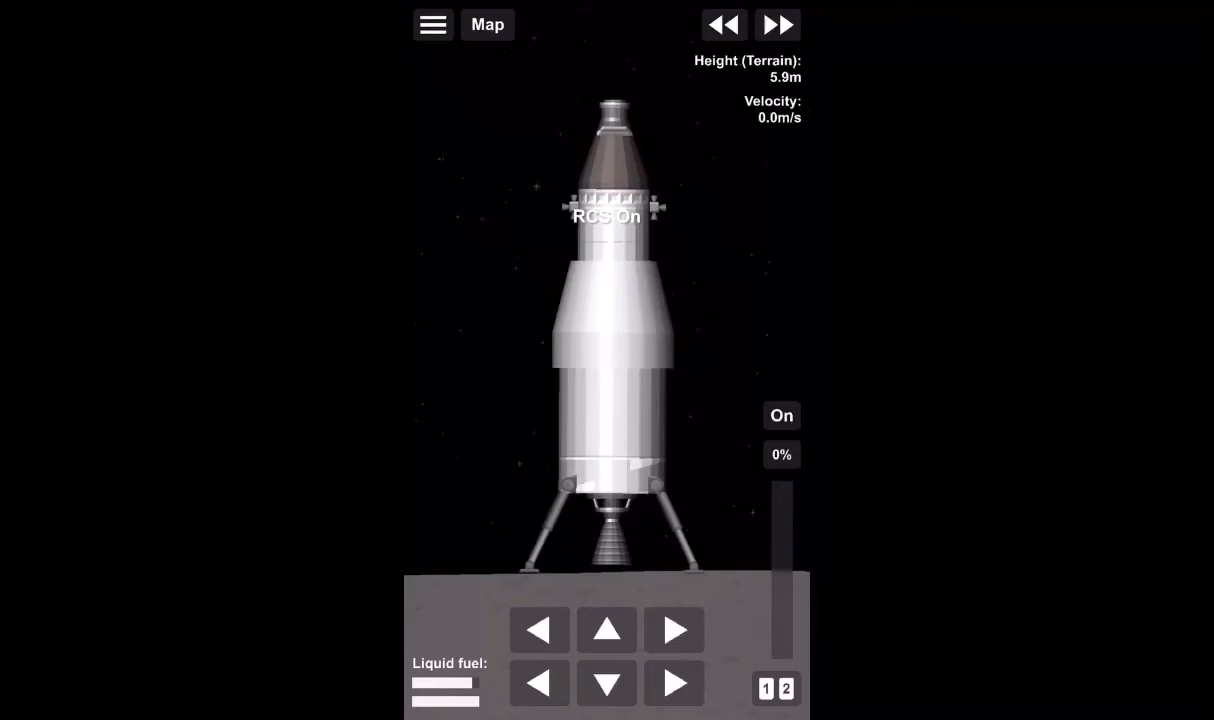 Map
Height (Terrain):
5.9m
Velocity:
0.0m/s
RCS On
On
0%
Liquid fuel:
1 2